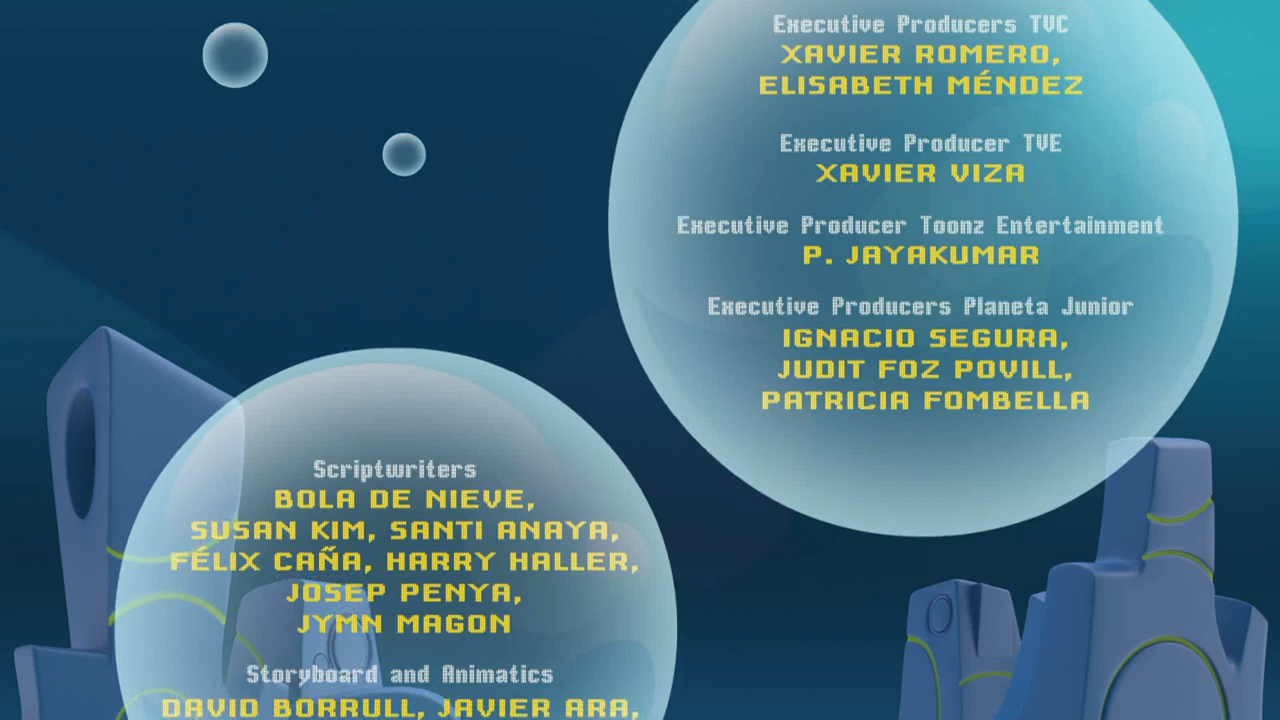 Executive Producers TVC
XAVIER ROMERO,
ELISABETH MÉNDEZ
Executive Producer TVE
XAVIER VIZA
Executive Producer Toonz Entertainment
P. JAYAKUMAR
Executive Producers Planeta Junior
IGNACIO SEGURA,
JUDIT FOZ POVILL,
PATRICIA FOMBELLA
Scriptwriters
BOLA DE NIEVE,
SUSAN KIM, SANTI ANAYA,
FÉLIX CAÑA, HARRY HALLER,
JOSEP PENYA,
JYMN MAGON
Storyboard and Animatics
DAVID BORRULL, JAVIER ARA,